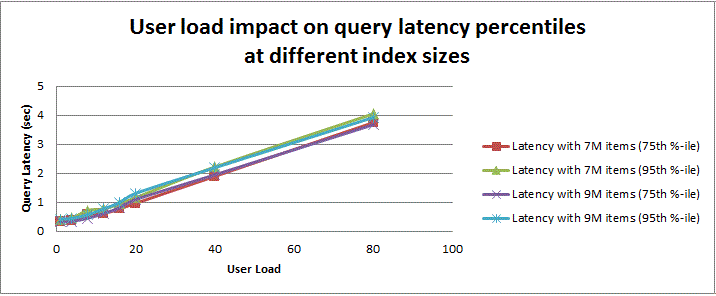 User load impact on query latency percentiles
at different index sizes
Query Latency (sec)
5
4
3
2
1
0
0 20 40 60 80 100
User Load
Latency with 7M items (75th %-ile)
Latency with 7M items (95th %-ile)
Latency with 9M items (75th %-ile)
Latency with 9M items (95th %-ile)